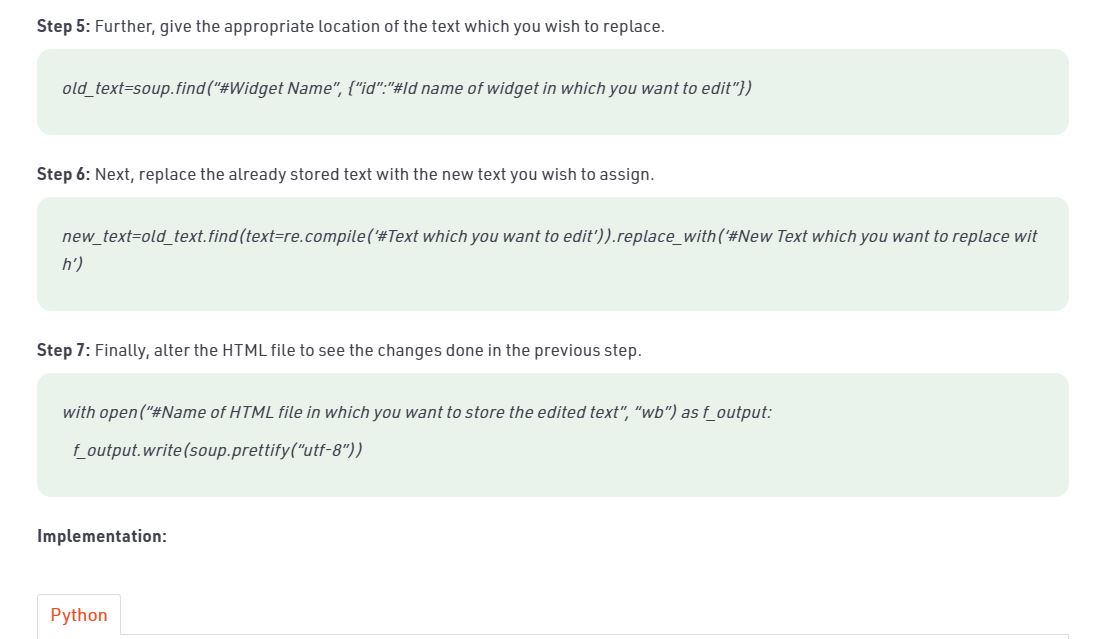 Step 5: Further, give the appropriate location of the text which you wish to replace.
old_text=soup.find(“#Widget Name”, {“id”:”#Id name of widget in which you want to edit”})
Step 6: Next, replace the already stored text with the new text you wish to assign.
new_text=old_text.find(text=re.compile(‘#Text which you want to edit’)).replace_with(‘#New Text which you want to replace wit
h’)
Step 7: Finally, alter the HTML file to see the changes done in the previous step.
with open(“#Name of HTML file in which you want to store the edited text”, “wb”) as f_output:
f_output.write(soup.prettify(“utf-8”))
Implementation:
Python